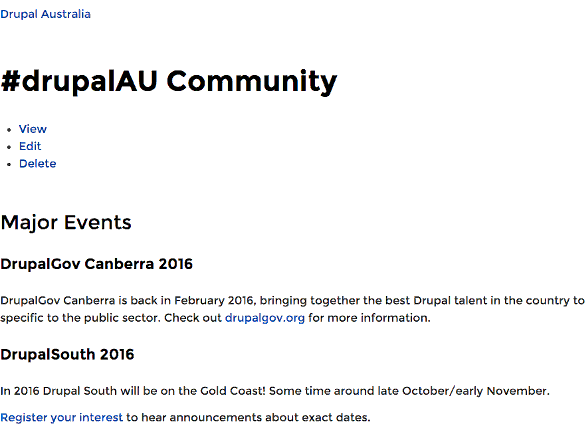 Drupal Australia
#drupalAU Community
View
Edit
Delete
Major Events
DrupalGov Canberra 2016
DrupalGov Canberra is back in February 2016, bringing together the best Drupal talent in the country to
specific to the public sector. Check out drupalgov.org for more information.
DrupalSouth 2016
In 2016 Drupal South will be on the Gold Coast! Some time around late October/early November.
Register your interest to hear announcements about exact dates.